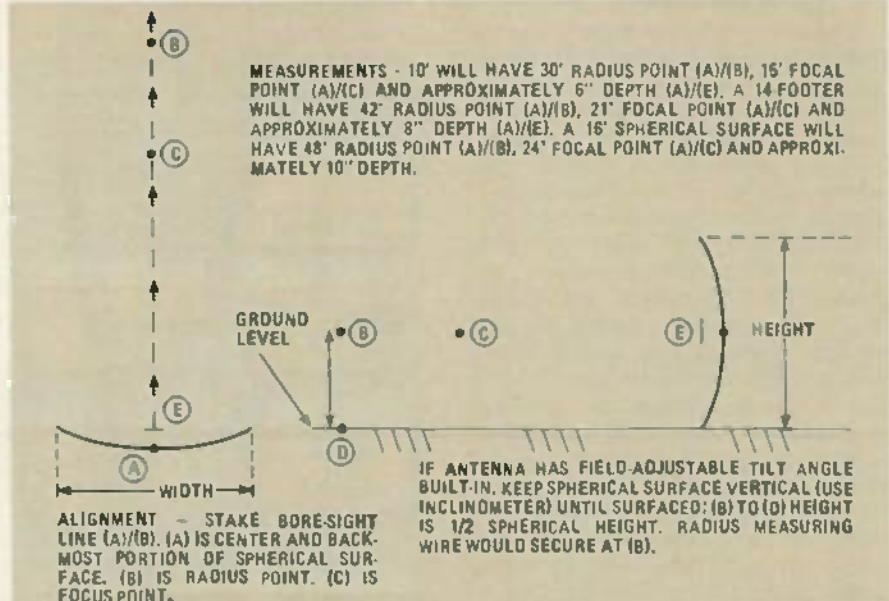 B
MEASUREMENTS - 10' WILL HAVE 30' RADIUS POINT (A)/(B), 15' FOCAL
POINT (A)/(C) AND APPROXIMATELY 6" DEPTH (A)/(E). A 14 FOOTER
WILL HAVE 42' RADIUS POINT (A)/(B), 21' FOCAL POINT (A)/(C) AND
APPROXIMATELY 8" DEPTH (A)/(E). A 16' SPHERICAL SURFACE WILL
HAVE 48' RADIUS POINT (A)/(B), 24' FOCAL POINT (A)/(C) AND APPROXI-
MATELY 10" DEPTH.
C
GROUND
LEVEL
B
C
E
HEIGHT
E
A
D
WIDTH
IF ANTENNA HAS FIELD-ADJUSTABLE TILT ANGLE
BUILT-IN, KEEP SPHERICAL SURFACE VERTICAL (USE
INCLINOMETER) UNTIL SURFACED: (B) TO (D) HEIGHT
IS 1/2 SPHERICAL HEIGHT. RADIUS MEASURING
WIRE WOULD SECURE AT (B).
ALIGNMENT - STAKE BORE-SIGHT
LINE (A)/(B). (A) IS CENTER AND BACK-
MOST PORTION OF SPHERICAL SUR-
FACE. (B) IS RADIUS POINT. (C) IS
FOCUS POINT.